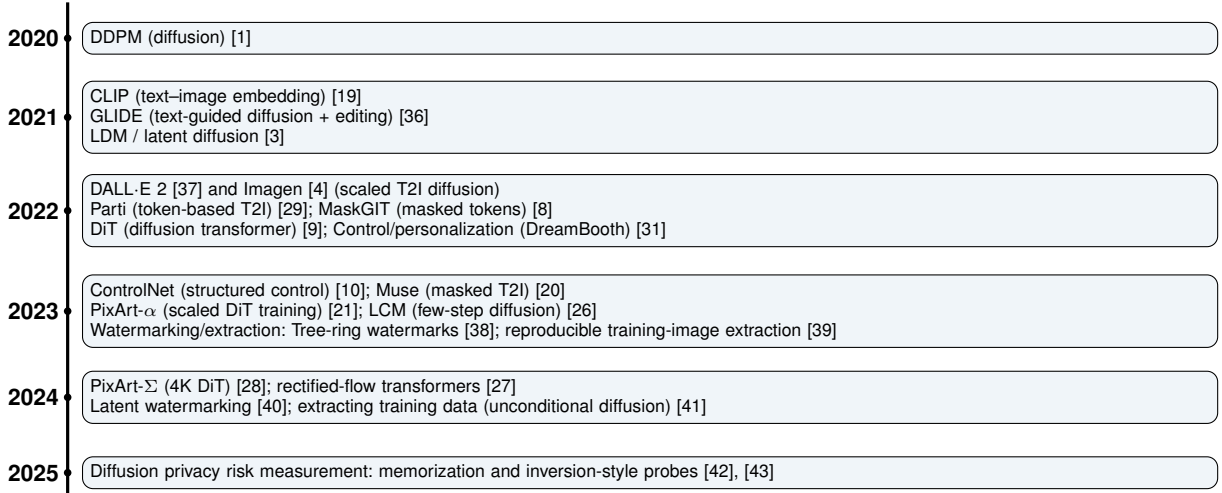 2020
DDPM (diffusion) [1]
2021
CLIP (text–image embedding) [19]
GLIDE (text-guided diffusion + editing) [36]
LDM / latent diffusion [3]
2022
DALL·E 2 [37] and Imagen [4] (scaled T2I diffusion)
Parti (token-based T2I) [29]; MaskGIT (masked tokens) [8]
DiT (diffusion transformer) [9]; Control/personalization (DreamBooth) [31]
2023
ControlNet (structured control) [10]; Muse (masked T2I) [20]
PixArt-α (scaled DiT training) [21]; LCM (few-step diffusion) [26]
Watermarking/extraction: Tree-ring watermarks [38]; reproducible training-image extraction [39]
2024
PixArt-Σ (4K DiT) [28]; rectified-flow transformers [27]
Latent watermarking [40]; extracting training data (unconditional diffusion) [41]
2025
Diffusion privacy risk measurement: memorization and inversion-style probes [42], [43]